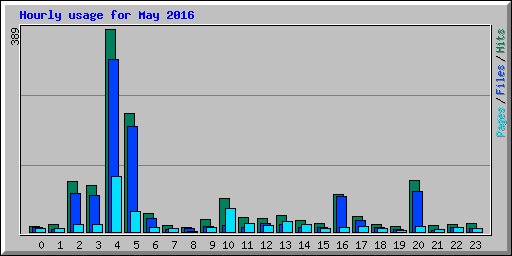 Hourly usage for May 2016
389
Pages/Files/Hits
0 1 2 3 4 5 6 7 8 9 10 11 12 13 14 15 16 17 18 19 20 21 22 23